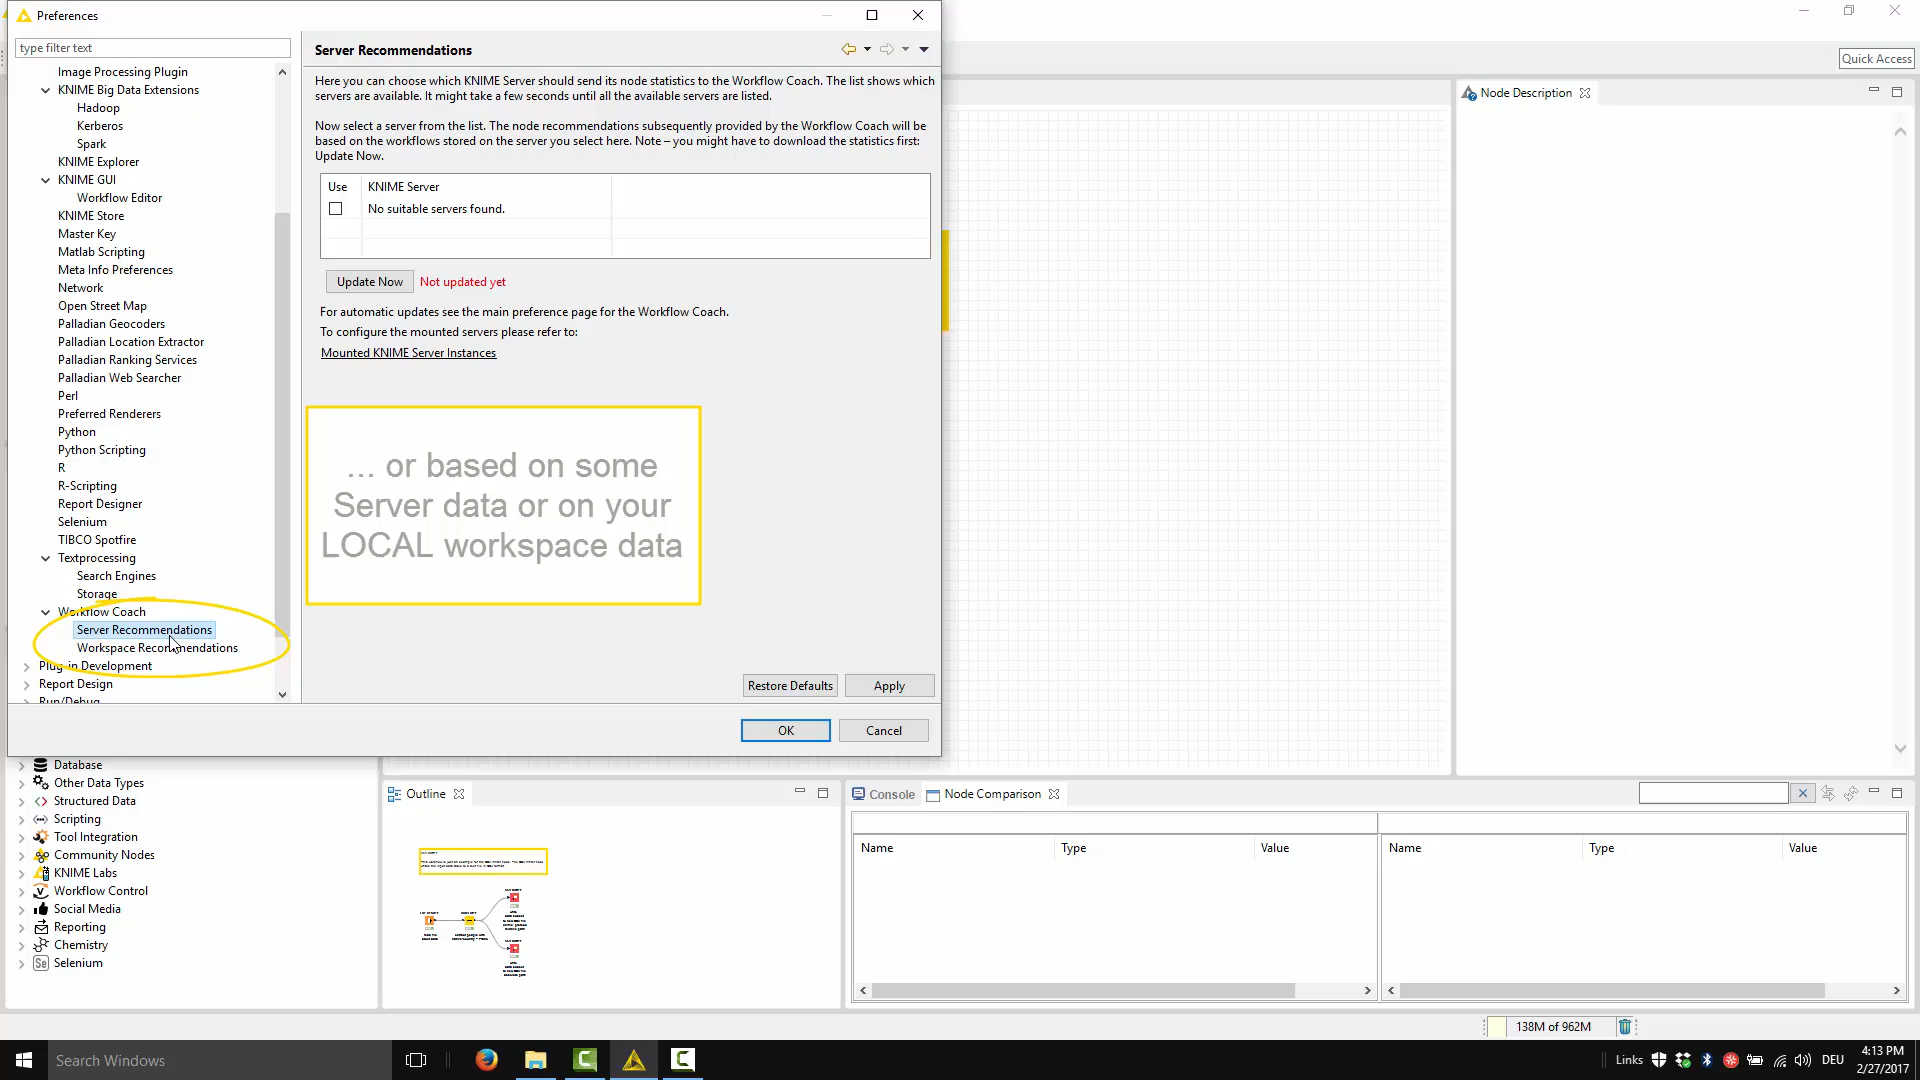 Preferences
type filter text
Image Processing Plugin
KNIME Big Data Extensions
Hadoop
Kerberos
Spark
KNIME Explorer
KNIME GUI
Workflow Editor
KNIME Store
Master Key
Matlab Scripting
Meta Info Preferences
Network
Open Street Map
Palladian Geocoders
Palladian Location Extractor
Palladian Ranking Services
Palladian Web Searcher
Perl
Preferred Renderers
Python
Python Scripting
R
R-Scripting
Report Designer
Selenium
TIBCO Spotfire
Textprocessing
Search Engines
Storage
Workflow Coach
Server Recommendations
Workspace Recommendations
Plug-in Development
Report Design
Run/Debug
Server Recommendations
Here you can choose which KNIME Server should send its node statistics to the Workflow Coach. The list shows which
servers are available. It might take a few seconds until all the available servers are listed.
Now select a server from the list. The node recommendations subsequently provided by the Workflow Coach will be
based on the workflows stored on the server you select here. Note – you might have to download the statistics first:
Update Now.
Use KNIME Server
No suitable servers found.
Update Now Not updated yet
For automatic updates see the main preference page for the Workflow Coach.
To configure the mounted servers please refer to:
Mounted KNIME Server Instances
... or based on some
Server data or on your
LOCAL workspace data
Restore Defaults Apply
OK Cancel
Quick Access
Node Description
Database
Other Data Types
Structured Data
Scripting
Tool Integration
Community Nodes
KNIME Labs
Workflow Control
Social Media
Reporting
Chemistry
Se Selenium
Outline
Console Node Comparison
Name Type Value Name Type Value
138M of 962M
Search Windows
Links DEU 4:13 PM
2/27/2017